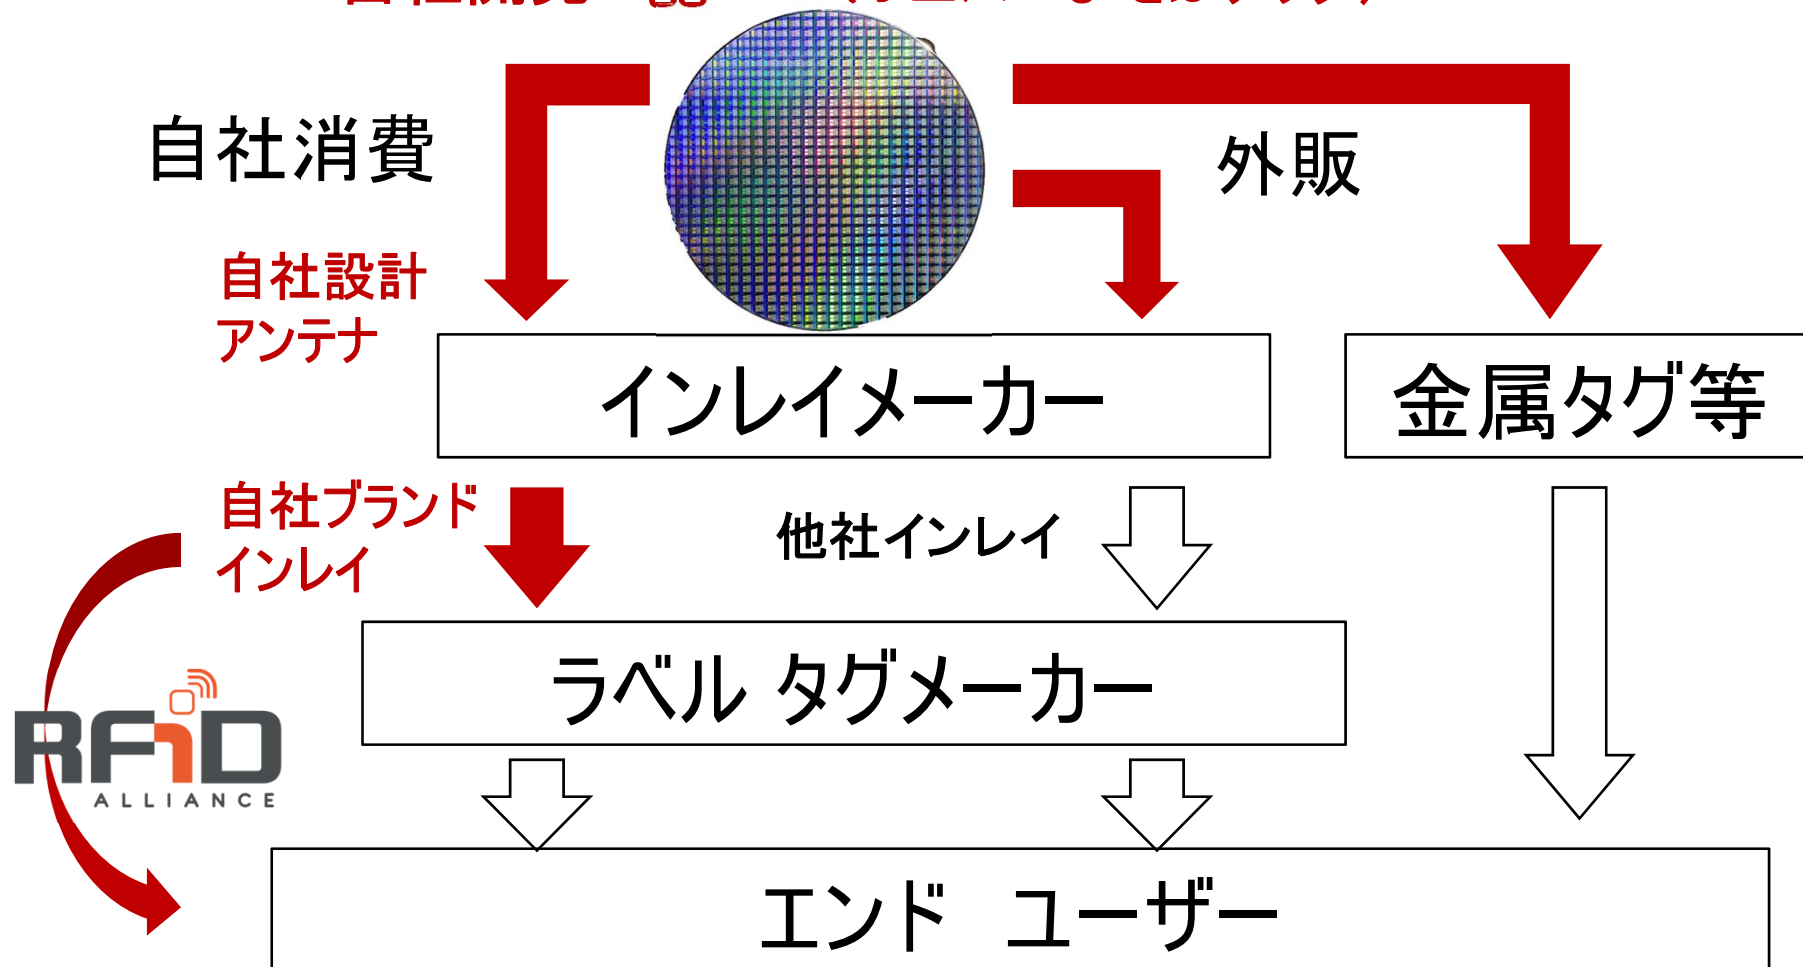 自社消費
外販
自社設計
アンテナ
インレイメーカー
金属タグ等
自社ブランド
インレイ
他社インレイ
ラベル タグメーカー
RFiD
ALLIANCE
エンド ユーザー